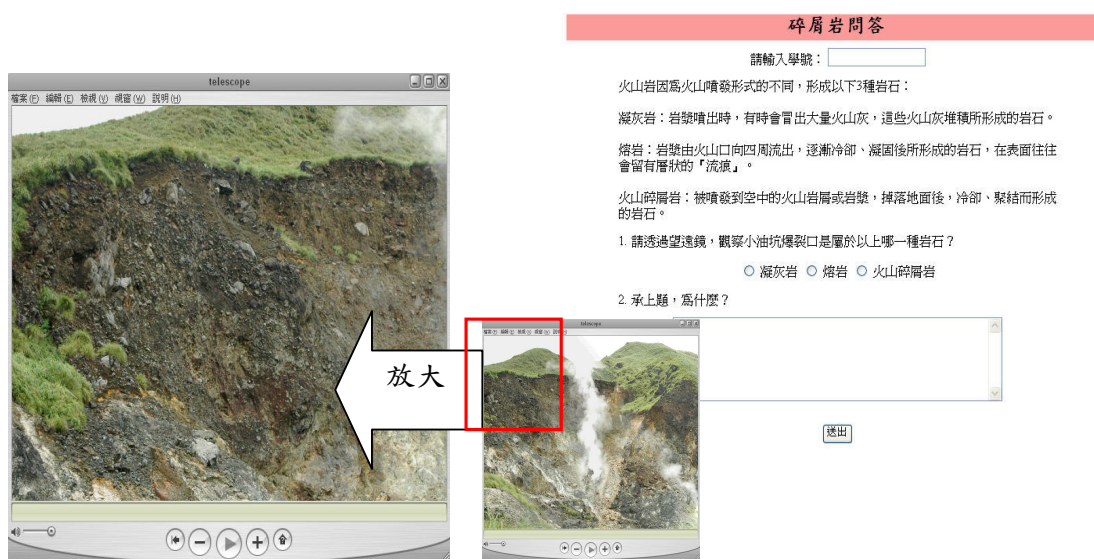 碎屑岩問答
請輸入學號：
火山岩因為火山噴發形式的不同，形成以下3種岩石：
凝灰岩：岩漿噴出時，有時會冒出大量火山灰，這些火山灰堆積所形成的岩石。
熔岩：岩漿由火山口向四周流出，逐漸冷卻、凝固後所形成的岩石，在表面往往
會留有層狀的『流痕』。
火山碎屑岩：被噴發到空中的火山岩屑或岩漿，掉落地面後，冷卻、聚結而形成
的岩石。
1. 請透過望遠鏡，觀察小油坑爆裂口是屬於以上哪一種岩石？
凝灰岩 熔岩 火山碎屑岩
2. 承上題，為什麼？
送出
telescope
檔案(F) 編輯(E) 檢視(V) 視窗(W) 說明(H)
放大
telescope
檔案(F) 編輯(E) 檢視(V) 視窗(W) 說明(H)